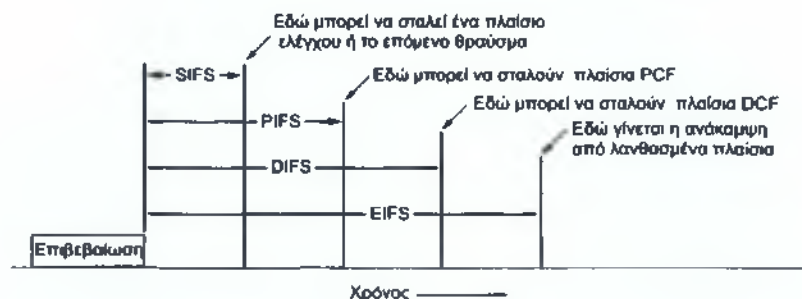 Εδώ μπορεί να σταλεί ένα πλαίσιο
ελέγχου ή το επόμενο θραύσμα
SIFS
Εδώ μπορεί να σταλούν πλαίσια PCF
PIFS
Εδώ μπορεί να σταλούν πλαίσια DCF
Εδώ γίνεται η ανάκαμψη
από λανθασμένα πλαίσια
DIFS
EIFS
Επιβεβαίωση
Χρόνος